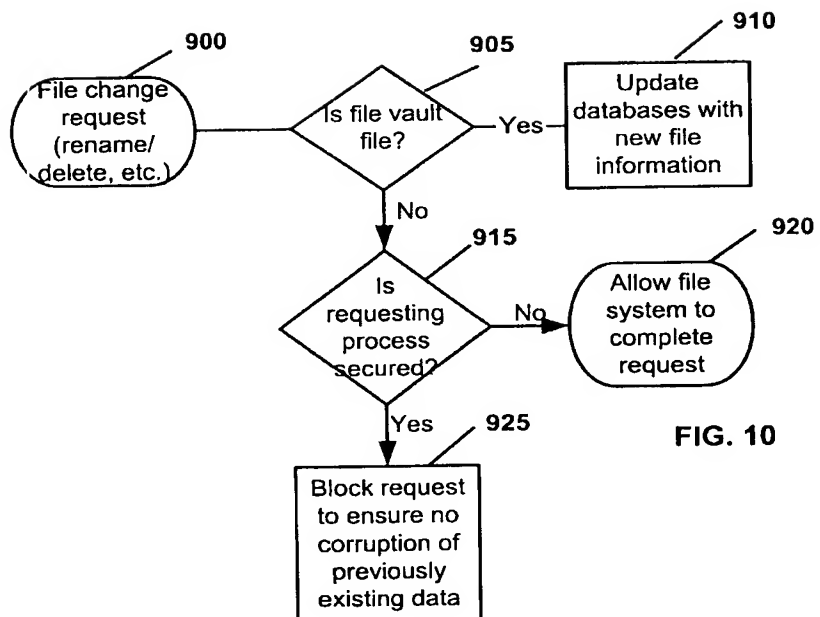 900
File change
request
(rename/
delete, etc.)
905
Is file vault
file?
Yes
910
Update
databases with
new file
information
No
915
Is
requesting
process
secured?
No
920
Allow file
system to
complete
request
Yes
925
Block request
to ensure no
corruption of
previously
existing data
FIG. 10